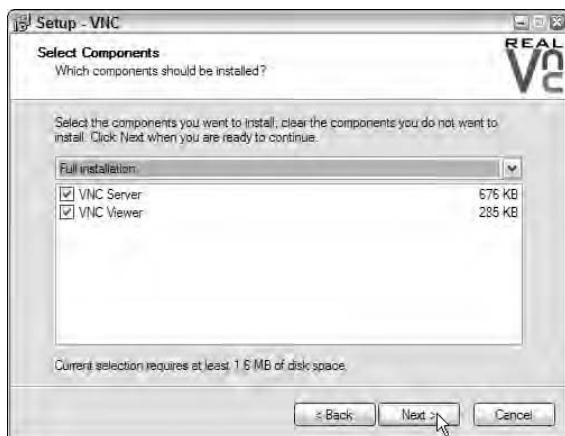 Setup - VNC
Select Components
Which components should be installed?
REAL
VNC
Select the components you want to install; clear the components you do not want to
install. Click Next when you are ready to continue.
Full installation
VNC Server 676 KB
VNC Viewer 285 KB
Current selection requires at least 1.6 MB of disk space.
< Back
Next >
Cancel